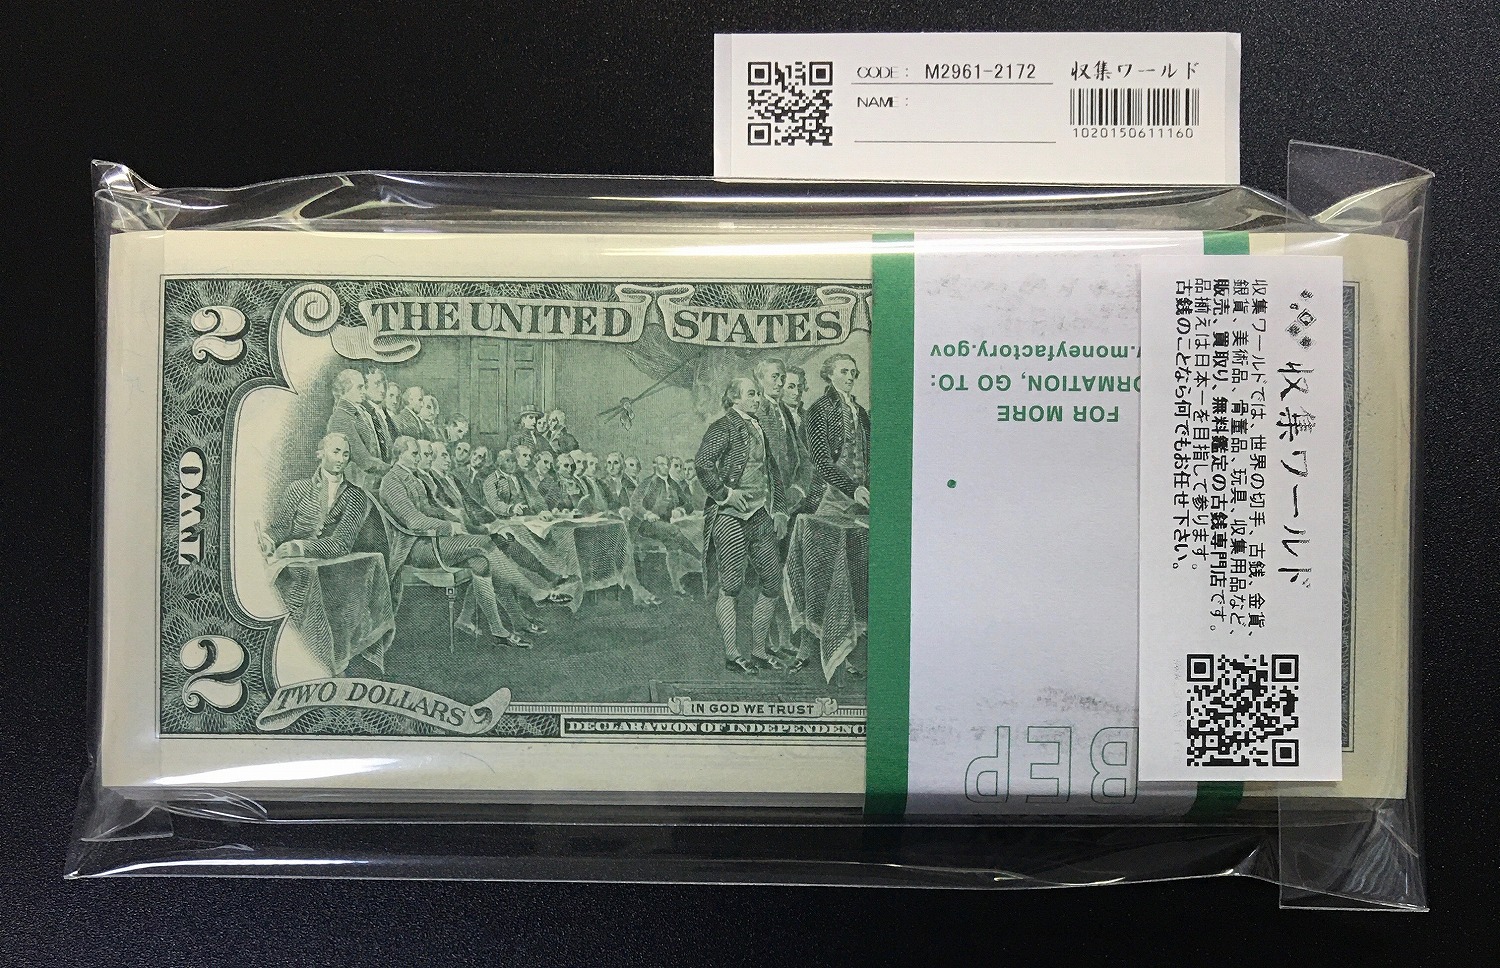 CODE: M2961-2172
収集ワールド
NAME:
1020150611160
2
THE UNITED STATES
TWO
2
TWO DOLLARS
IN GOD WE TRUST
DECLARATION OF INDEPENDENC
FOR MORE
ORMATION, GO TO:
.moneyfactory.gov
BEP
収集ワールド
収集ワールドでは、世界の切手、古銭、金貨、
銀貨、美術品、骨董品、玩具、収集用品など、
販売、買取り、無料鑑定の古銭専門店です。
品揃えは日本一を目指して参ります。
古銭のことなら何でもお任せ下さい。